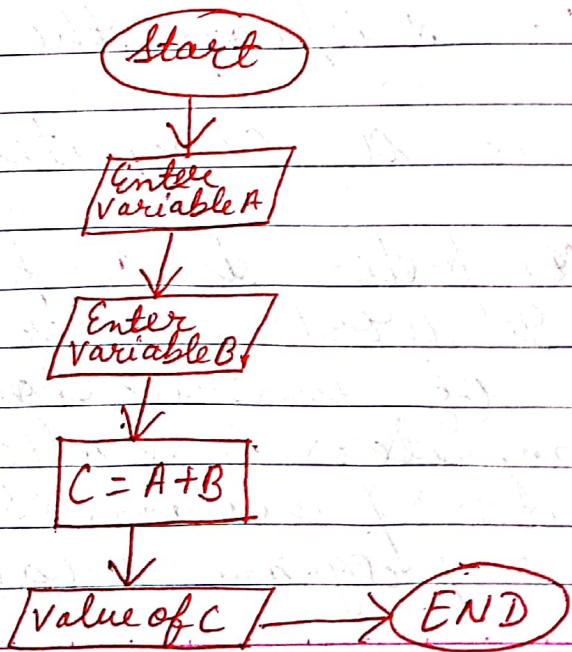 Start
Enter
variable A
Enter
variable B
C = A + B
Value of C
END